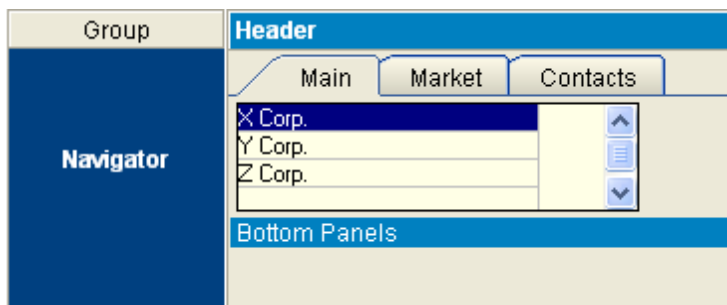 Group
Header
Main Market Contacts
X Corp.
Y Corp.
Z Corp.
Navigator
Bottom Panels